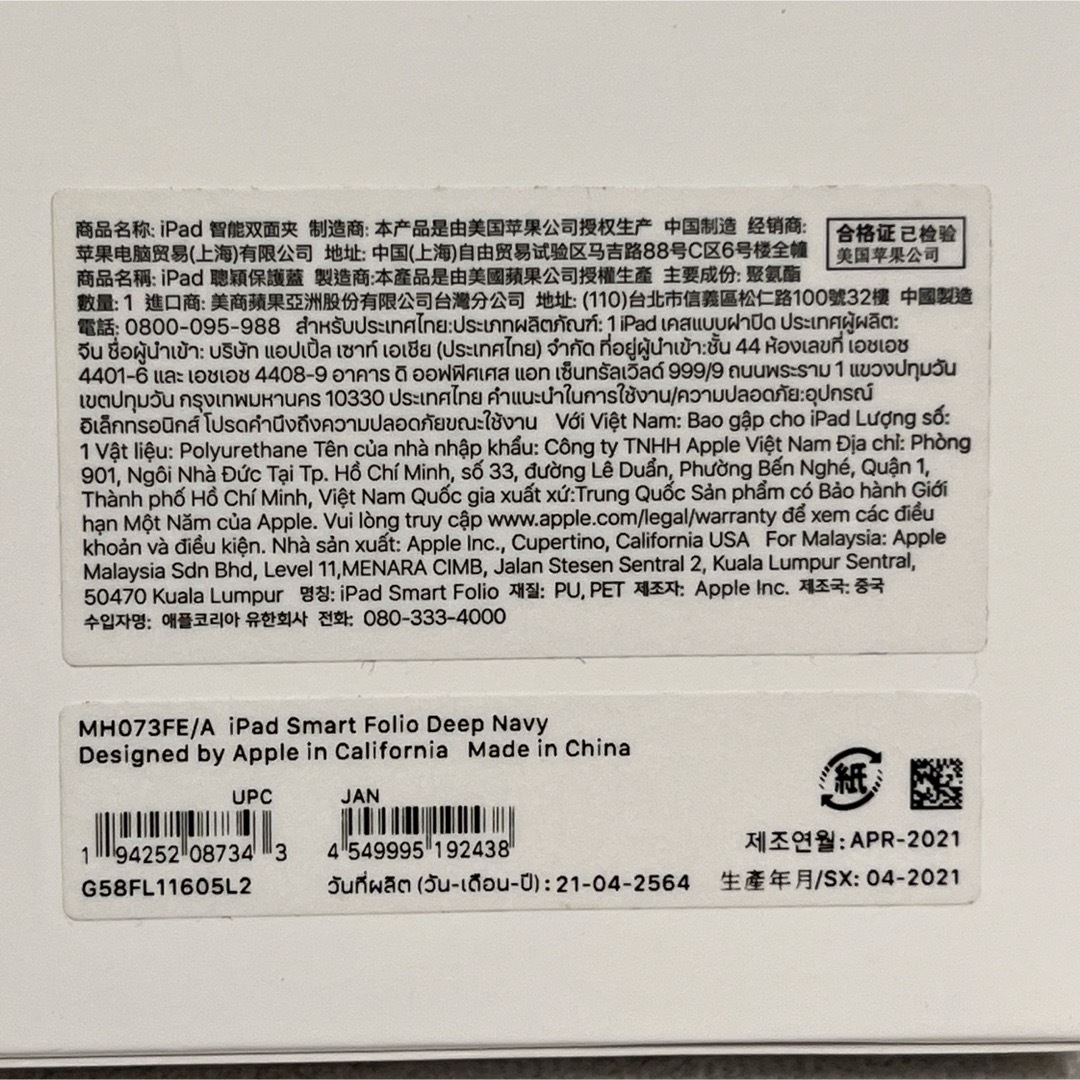 商品名称: iPad 智能双面夹 制造商: 本产品是由美国苹果公司授权生产 中国制造 经销商:
苹果电脑贸易(上海)有限公司 地址: 中国(上海)自由贸易试验区马吉路88号C区6号楼全幢
合格证 已检验
美国苹果公司
商品名稱: iPad 聰穎保護蓋 製造商:本產品是由美國蘋果公司授權生產 主要成份: 聚氨酯
數量: 1 進口商: 美商蘋果亞洲股份有限公司台灣分公司 地址: (110)台北市信義區松仁路100號32樓 中國製造
電話: 0800-095-988 สำหรับประเทศไทย:ประเภทผลิตภัณฑ์: 1 iPad เคสแบบฝาปิด ประเทศผู้ผลิต:
จีน ชื่อผู้นำเข้า: บริษัท แอปเปิ้ล เซาท์ เอเชีย (ประเทศไทย) จำกัด ที่อยู่ผู้นำเข้า:ชั้น 44 ห้องเลขที่ เอชเอช
4401-6 และ เอชเอช 4408-9 อาคาร ดิ ออฟฟิศเศส แอท เซ็นทรัลเวิลด์ 999/9 ถนนพระราม 1 แขวงปทุมวัน
เขตปทุมวัน กรุงเทพมหานคร 10330 ประเทศไทย คำแนะนำในการใช้งาน/ความปลอดภัย:อุปกรณ์
อิเล็กทรอนิกส์ โปรดคำนึงถึงความปลอดภัยขณะใช้งาน Với Việt Nam: Bao gập cho iPad Lượng số:
1 Vật liệu: Polyurethane Tên của nhà nhập khẩu: Công ty TNHH Apple Việt Nam Địa chỉ: Phòng
901, Ngôi Nhà Đức Tại Tp. Hồ Chí Minh, số 33, đường Lê Duẩn, Phường Bến Nghé, Quận 1,
Thành phố Hồ Chí Minh, Việt Nam Quốc gia xuất xứ:Trung Quốc Sản phẩm có Bảo hành Giới
hạn Một Năm của Apple. Vui lòng truy cập www.apple.com/legal/warranty để xem các điều
khoản và điều kiện. Nhà sản xuất: Apple Inc., Cupertino, California USA For Malaysia: Apple
Malaysia Sdn Bhd, Level 11,MENARA CIMB, Jalan Stesen Sentral 2, Kuala Lumpur Sentral,
50470 Kuala Lumpur 명칭: iPad Smart Folio 재질: PU, PET 제조자: Apple Inc. 제조국: 중국
수입자명: 애플코리아 유한회사 전화: 080-333-4000
MH073FE/A iPad Smart Folio Deep Navy
Designed by Apple in California Made in China
紙
UPC JAN
1 94252 08734 3 4 549995 192438
제조연월: APR-2021
G58FL11605L2 วันที่ผลิต (วัน-เดือน-ปี) : 21-04-2564 生產年月/SX: 04-2021